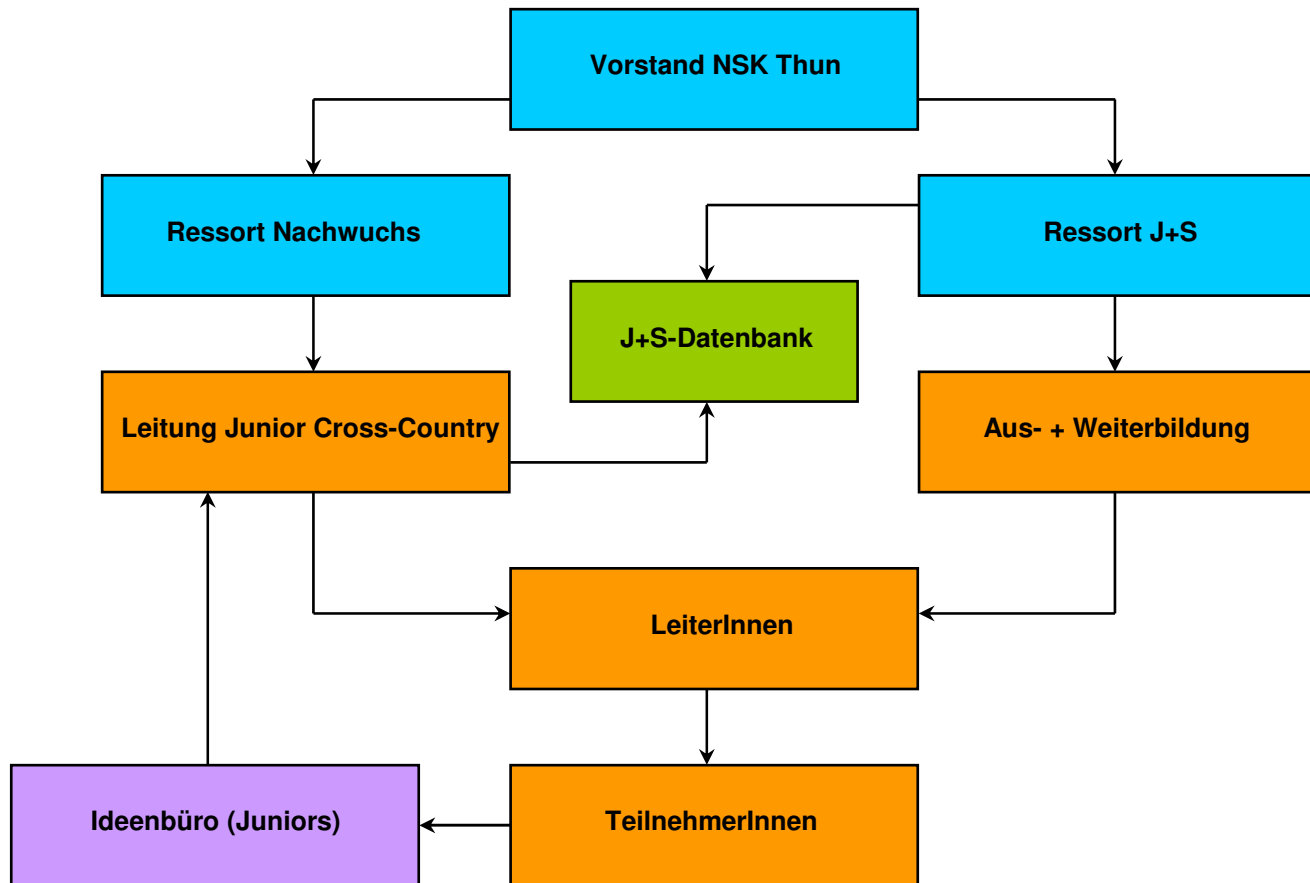 Vorstand NSK Thun
Ressort Nachwuchs
Ressort J+S
J+S-Datenbank
Leitung Junior Cross-Country
Aus- + Weiterbildung
LeiterInnen
Ideenbüro (Juniors)
TeilnehmerInnen